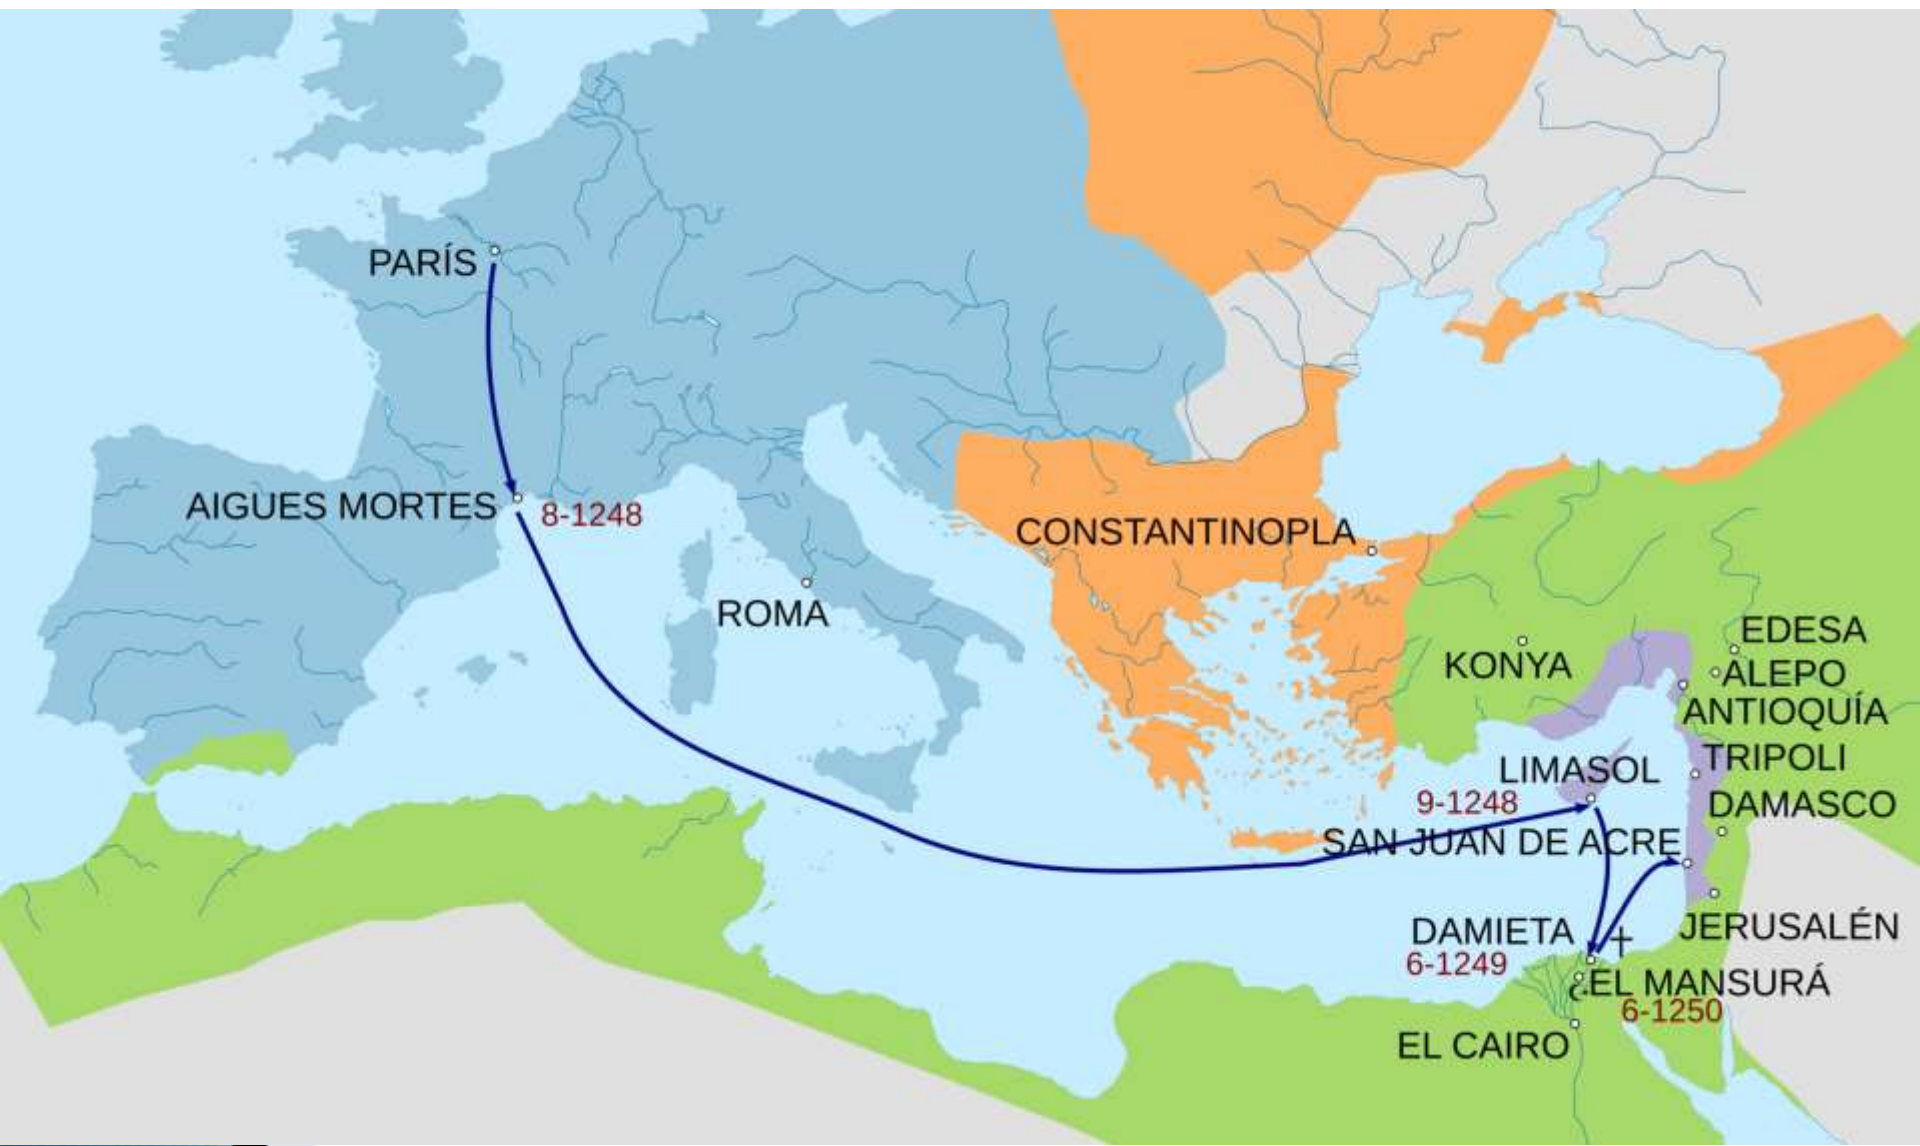 PARÍS
AIGUES MORTES
8-1248
CONSTANTINOPLA
ROMA
EDESA
KONYA
ALEPO
ANTIOQUÍA
TRIPOLI
LIMASOL
9-1248
DAMASCO
SAN JUAN DE ACRE
DAMIETA
JERUSALÉN
6-1249
EL MANSURÁ
6-1250
EL CAIRO